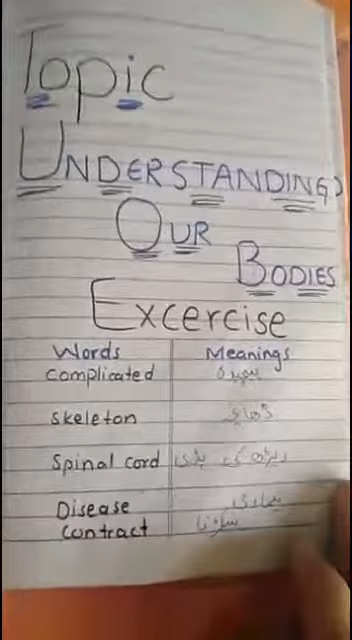 Topic
UNDERSTANDING
OUR
BODIES
Excercise
Words Meanings
complicated پیچیدہ
skeleton ڈھانچہ
Spinal cord ریڑھ کی ہڈی
Disease بیماری
contract سکڑنا